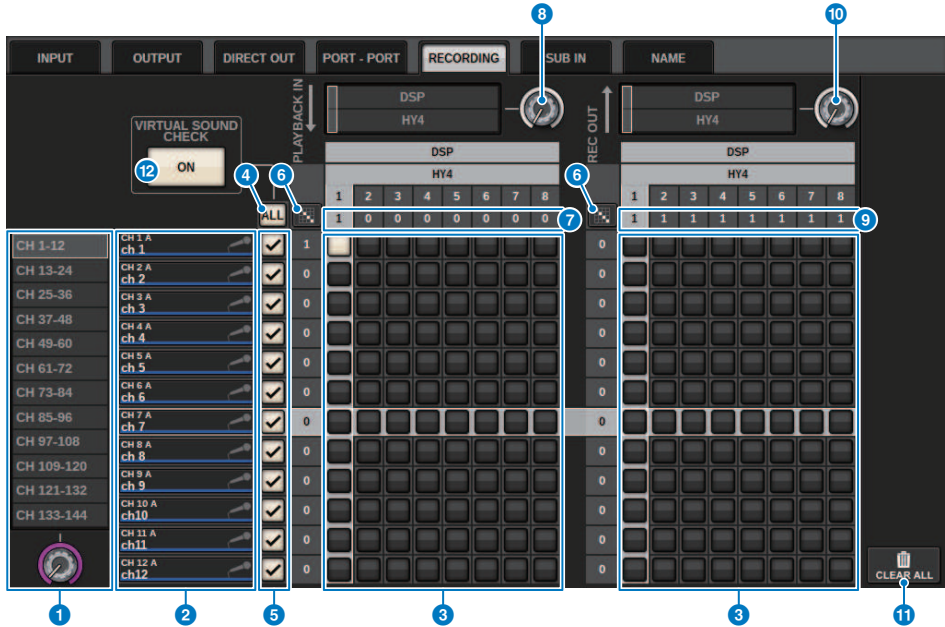 8 10
INPUT OUTPUT DIRECT OUT PORT - PORT RECORDING SUB IN NAME
PLAYBACK IN DSP HY4 REC OUT DSP HY4
VIRTUAL SOUND CHECK
12 ON
DSP DSP
HY4 HY4
4 6 6
1 2 3 4 5 6 7 8 1 2 3 4 5 6 7 8
ALL 1 0 0 0 0 0 0 0 7 1 1 1 1 1 1 1 1 9
CH 1-12 CH 1 A ch 1 1 0
CH 13-24 CH 2 A ch 2 0 0
CH 25-36 CH 3 A ch 3 0 0
CH 37-48 CH 4 A ch 4 0 0
CH 49-60 CH 5 A ch 5 0 0
CH 61-72 CH 6 A ch 6 0 0
CH 73-84 CH 7 A ch 7 0 0
CH 85-96 CH 8 A ch 8 0 0
CH 97-108 CH 9 A ch 9 0 0
CH 109-120 CH 10 A ch10 0 0
CH 121-132 CH 11 A ch11 0 0
CH 133-144 CH 12 A ch12 0 0
CLEAR ALL
1 2 5 3 3 11